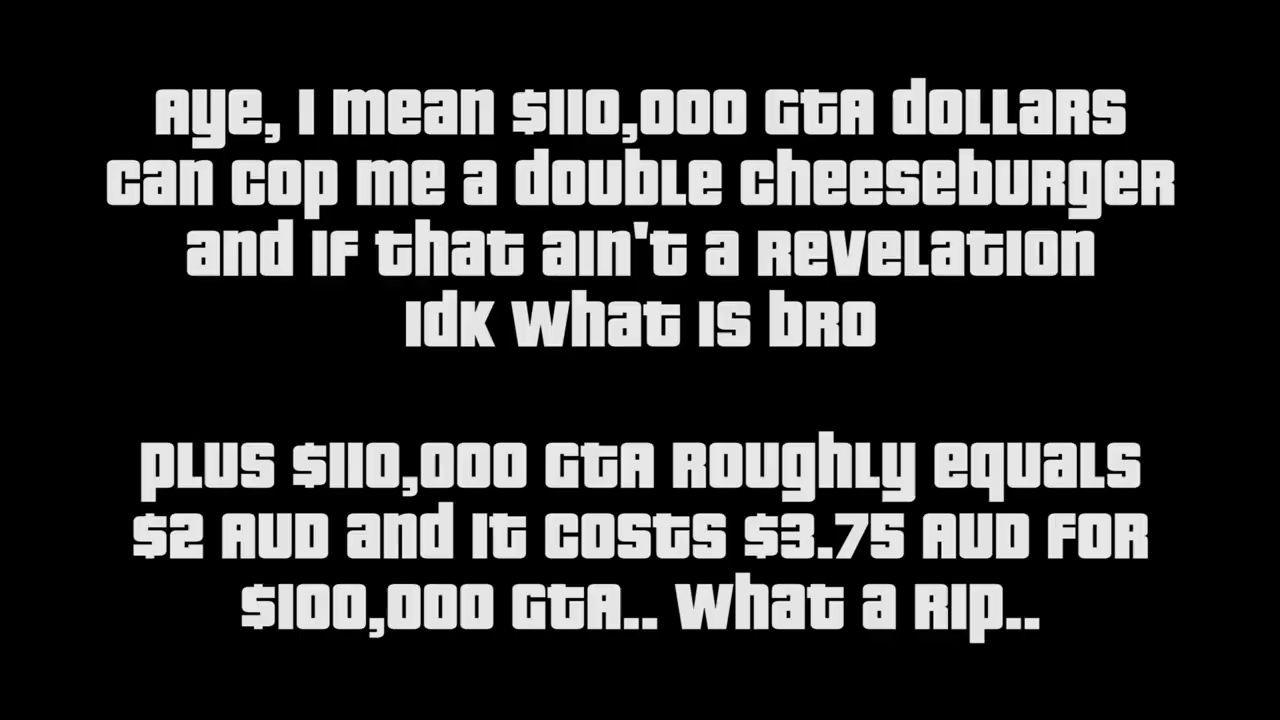 Aye, I mean $110,000 GTA dollars
can cop me a double cheeseburger
and if that ain't a revelation
idk what is bro
plus $110,000 GTA roughly equals
$2 AUD and it costs $3.75 AUD for
$100,000 GTA.. What a rip..